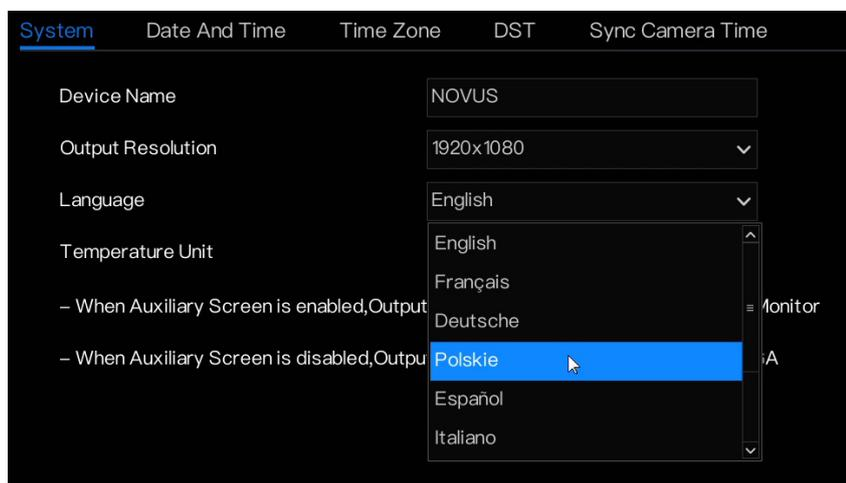 System Date And Time Time Zone DST Sync Camera Time
Device Name NOVUS
Output Resolution 1920x1080
Language English
English
Temperature Unit
Français
– When Auxiliary Screen is enabled,Output Monitor
Deutsche
– When Auxiliary Screen is disabled,Output
Polskie
Español
Italiano